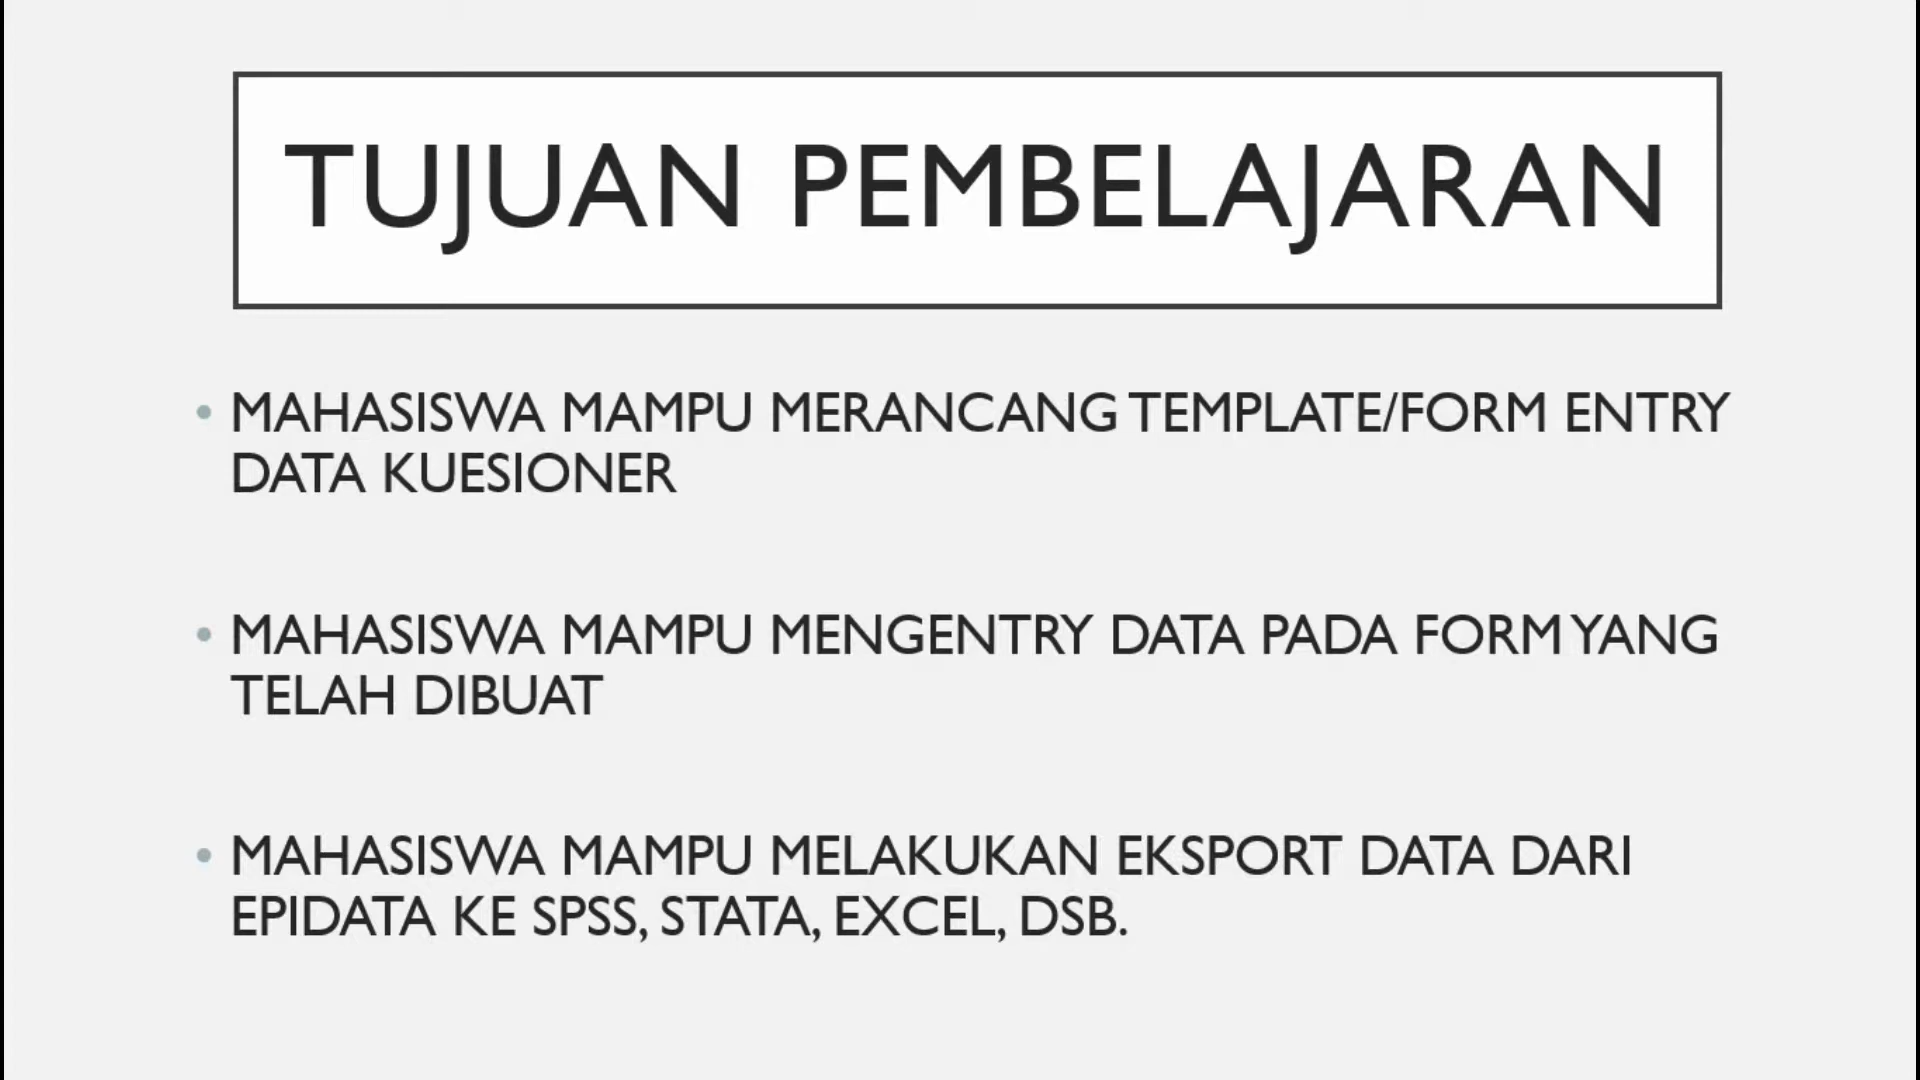 TUJUAN PEMBELAJARAN
• MAHASISWA MAMPU MERANCANG TEMPLATE/FORM ENTRY
DATA KUESIONER
• MAHASISWA MAMPU MENGENTRY DATA PADA FORM YANG
TELAH DIBUAT
• MAHASISWA MAMPU MELAKUKAN EKSPORT DATA DARI
EPIDATA KE SPSS, STATA, EXCEL, DSB.